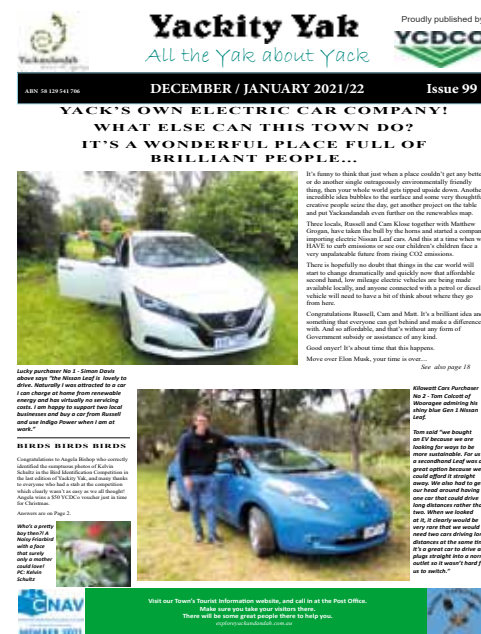 Yackity Yak
All the Yak about Yack
Proudly published by
YCDCo
Yackandandah
ABN 58 129 541 706
DECEMBER / JANUARY 2021/22
Issue 99
YACK'S OWN ELECTRIC CAR COMPANY!
WHAT ELSE CAN THIS TOWN DO?
IT'S A WONDERFUL PLACE FULL OF
BRILLIANT PEOPLE...
It's funny to think that just when a place couldn't get any bette
or do another single outrageously environmentally friendly
thing, then your whole world gets tipped upside down. Anothe
incredible idea bubbles to the surface and some very thoughtfu
creative people seize the day, get another project on the table
and put Yackandandah even further on the renewables map.
Three locals, Russell and Cam Klose together with Matthew
Grogan, have taken the bull by the horns and started a compan
importing electric Nissan Leaf cars. And this at a time when w
HAVE to curb emissions or see our children's children face a
very unpalateable future from rising CO2 emissions.
There is hopefully no doubt that things in the car world will
start to change dramatically and quickly now that affordable
second hand, low mileage electric vehicles are being made
available locally, and anyone connected with a petrol or diesel
vehicle will need to have a bit of think about where they go
from here.
Congratulations Russell, Cam and Matt. It's a brilliant idea an
something that everyone can get behind and make a difference
with. And so affordable, and that's without any form of
Government subsidy or assistance of any kind.
Good onyer! It's about time that this happens.
Move over Elon Musk, your time is over…
See also page 18
Lucky purchaser No 1 - Simon Davis
above says "the Nissan Leaf is lovely to
drive. Naturally I was attracted to a car
I can charge at home from renewable
energy and has virtually no servicing
costs. I am happy to support two local
businesses and buy a car from Russell
and use Indigo Power when I am at
work."
BIRDS BIRDS BIRDS
Congratulations to Angela Bishop who correctly
identified the sumptuous photos of Kelvin
Schultz in the Bird Identification Competition in
the last edition of Yackity Yak, and many thanks
to everyone who had a stab at the competition
which clearly wasn't as easy as we all thought!
Angela wins a $50 YCDCo voucher just in time
for Christmas.
Answers are on Page 2.
Who's a pretty
boy then?! A
Noisy Friarbird
with a face
that surely
only a mother
could love!
PC: Kelvin
Schultz
Kilowatt Cars Purchaser
No 2 - Tom Colcott of
Wooragee admiring his
shiny blue Gen 1 Nissan
Leaf.
Tom said "we bought
an EV because we are
looking for ways to be
more sustainable. For us
a secondhand Leaf was a
great option because we
could afford it straight
away. We also had to ge
our head around having
one car that could drive
long distances rather tha
two. When we looked
at it, it clearly would be
very rare that we would
need two cars driving lon
distances at the same tim
It's a great car to drive a
plugs straight into a nor
outlet so it wasn't hard f
us to switch."
CNAV
MEMBER 2021
Visit our Town's Tourist Information website, and call in at the Post Office.
Make sure you take your visitors there.
There will be some great people there to help you.
exploreyackandandah.com.au